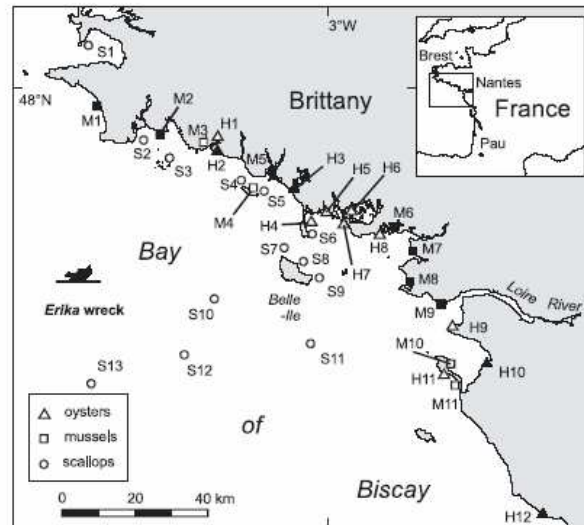 3°W
S1
48°N
Brest
Nantes
France
Pau
Brittany
M1
M2
M3
H1
S2
H2
S3
M5
H3
H5
H6
S4
S5
M4
H4
S6
M6
H8
H7
M7
Bay
S7
S8
M8
S9
Belle
-Ile
Loire River
Erika wreck
S10
M9
H9
S11
S12
S13
M10
H10
H11
M11
oysters
mussels
scallops
of
Biscay
0 20 40 km
H12